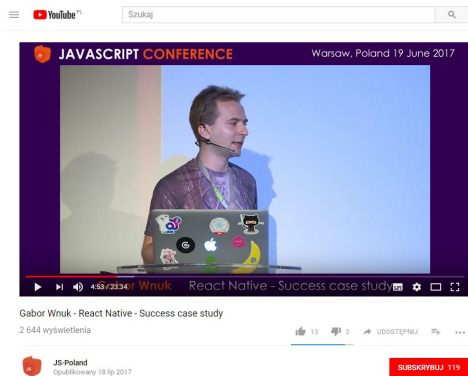 YouTube PL
Szukaj
JAVASCRIPT CONFERENCE
Warsaw, Poland 19 June 2017
4:53 / 23:34
Gabor Wnuk
React Native - Success case study
Gabor Wnuk - React Native - Success case study
2 644 wyświetlenia
13
2
UDOSTĘPNIJ
JS-Poland
Opublikowany 18 lip 2017
SUBSKRYBUJ 119